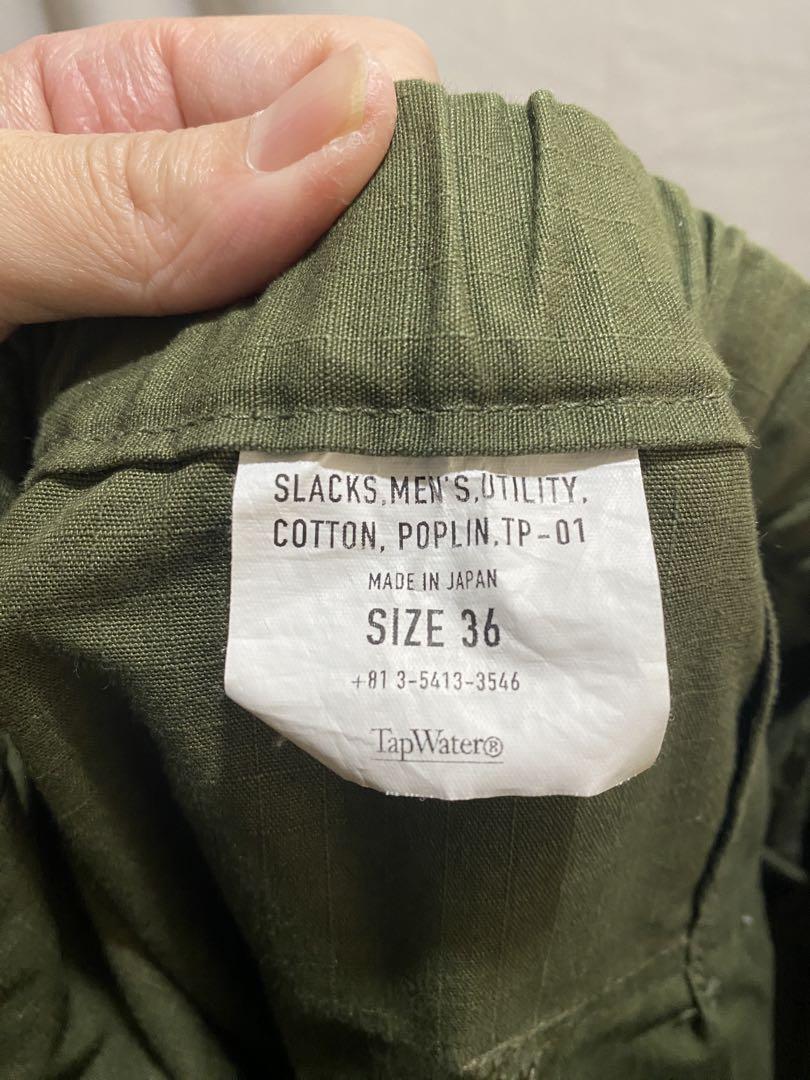 SLACKS,MEN'S,UTILITY,
COTTON, POPLIN,TP-01
MADE IN JAPAN
SIZE 36
+81 3-5413-3546
TapWater®